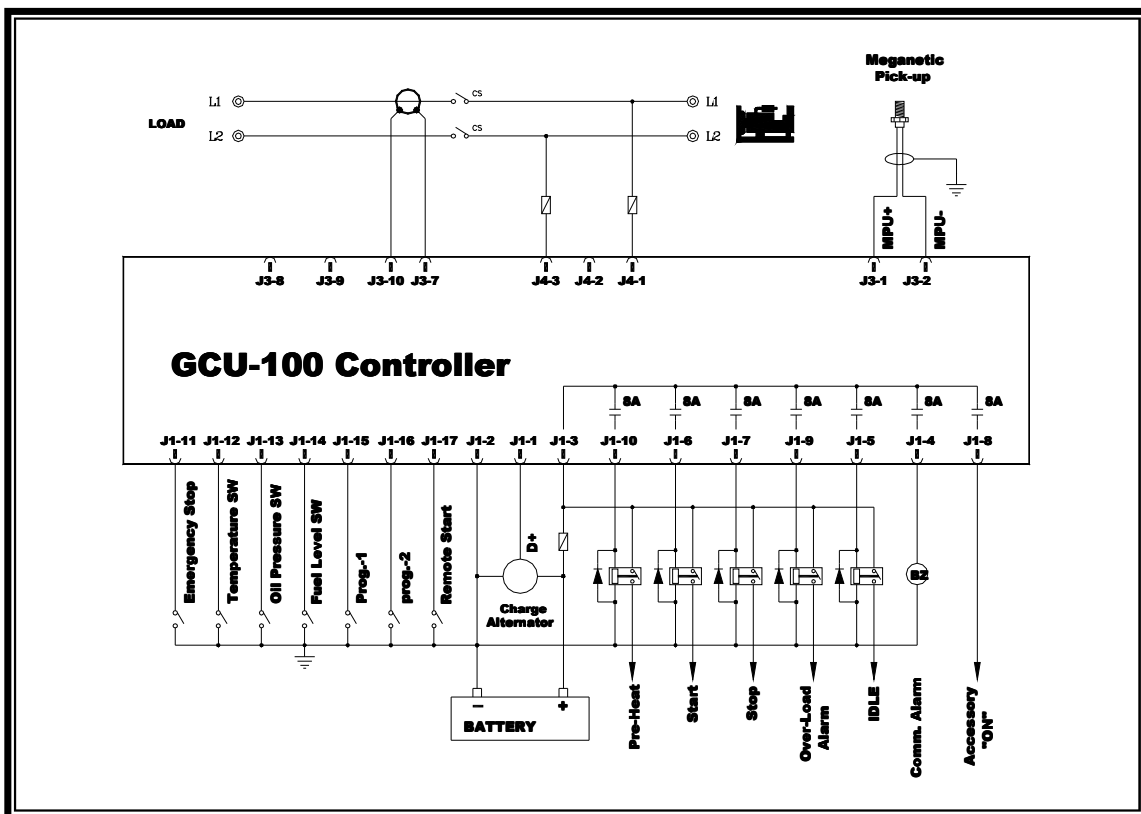 Meganetic
Pick-up
L1
CS
L1
LOAD
L2
CS
L2
MPU+
MPU-
J3-8
J3-9
J3-10
J3-7
J4-3
J4-2
J4-1
J3-1
J3-2
GCU-100 Controller
8A
8A
8A
8A
8A
8A
8A
J1-11
J1-12
J1-13
J1-14
J1-15
J1-16
J1-17
J1-2
J1-1
J1-3
J1-10
J1-6
J1-7
J1-9
J1-5
J1-4
J1-8
Emergency Stop
Temperature SW
Oil Pressure SW
Fuel Level SW
Prog.-1
prog.-2
Remote Start
D+
Charge
Alternator
BZ
− +
BATTERY
Pre-Heat
Start
Stop
Over-Load
Alarm
IDLE
Comm. Alarm
Accessory
"ON"